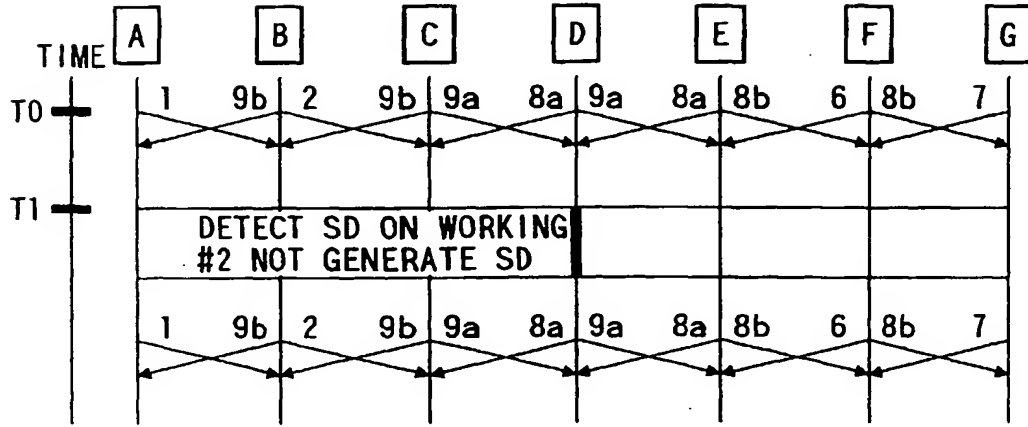 A B C D E F G
TIME
T0 1 9b 2 9b 9a 8a 9a 8a 8b 6 8b 7
T1
DETECT SD ON WORKING
#2 NOT GENERATE SD
1 9b 2 9b 9a 8a 9a 8a 8b 6 8b 7